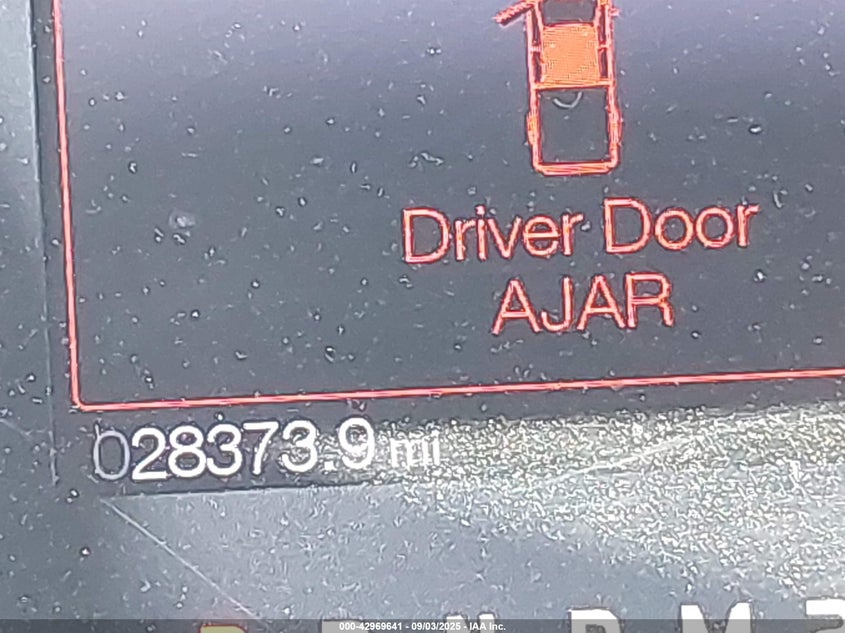 Driver Door
AJAR
028373.9 mi
000-42969641 - 09/03/2025 - IAA Inc.